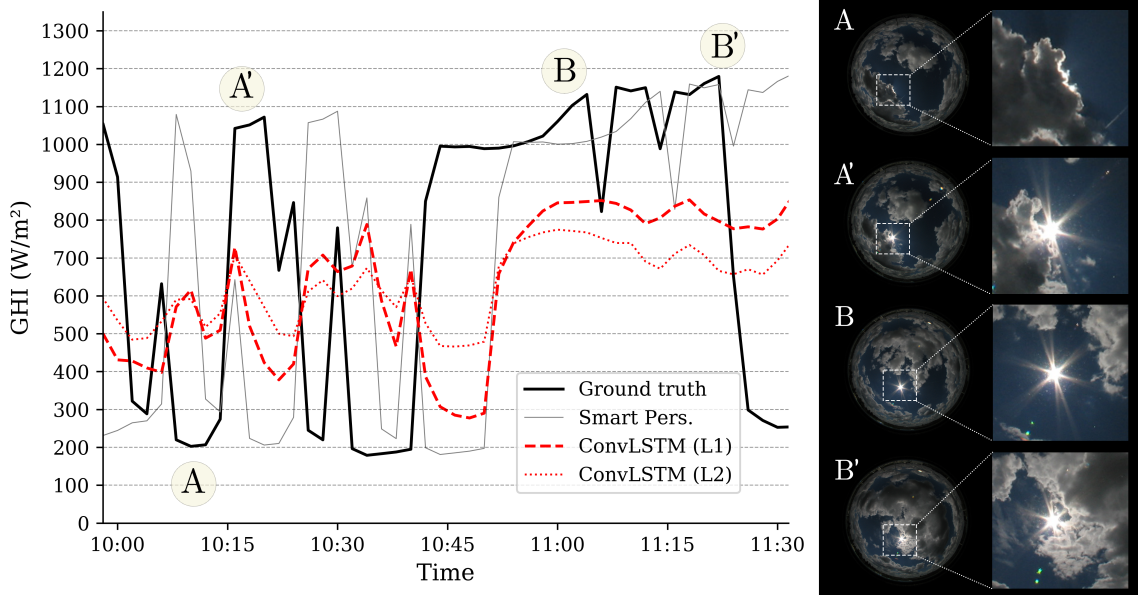 GHI (W/m²)
1300
1200
1100
1000
900
800
700
600
500
400
300
200
100
0
A
A'
B
B'
Ground truth
Smart Pers.
ConvLSTM (L1)
ConvLSTM (L2)
10:00 10:15 10:30 10:45 11:00 11:15 11:30
Time
A
A'
B
B'